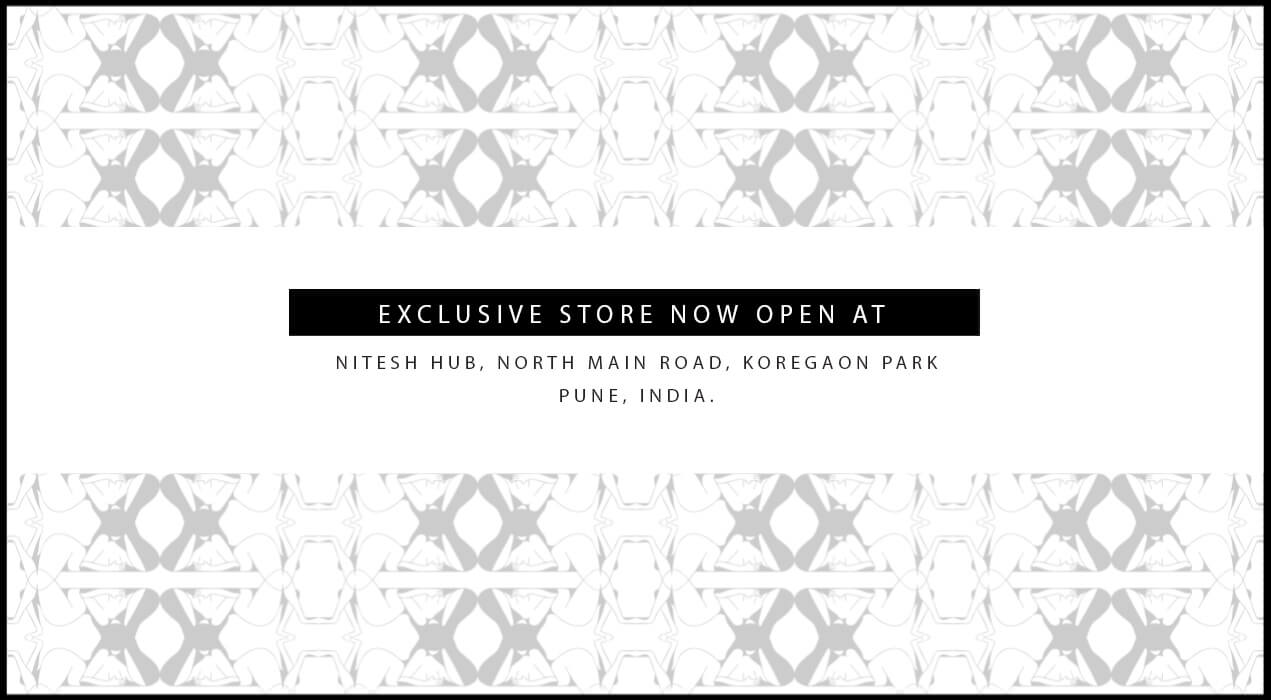 EXCLUSIVE STORE NOW OPEN AT
NITESH HUB, NORTH MAIN ROAD, KOREGAON PARK
PUNE, INDIA.